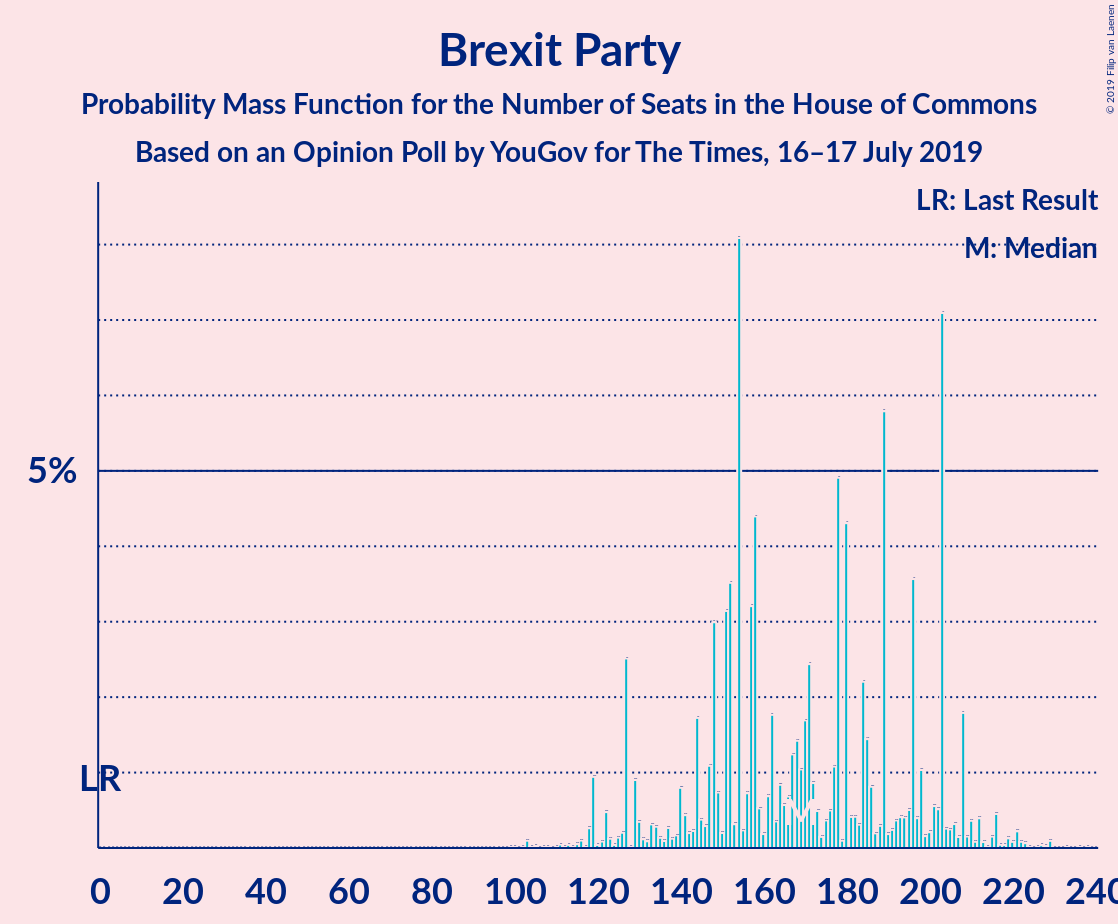 Brexit Party
Probability Mass Function for the Number of Seats in the House of Commons
Based on an Opinion Poll by YouGov for The Times, 16–17 July 2019
© 2019 Filip van Laenen
LR: Last Result
M: Median
5%
LR
M
0 20 40 60 80 100 120 140 160 180 200 220 240